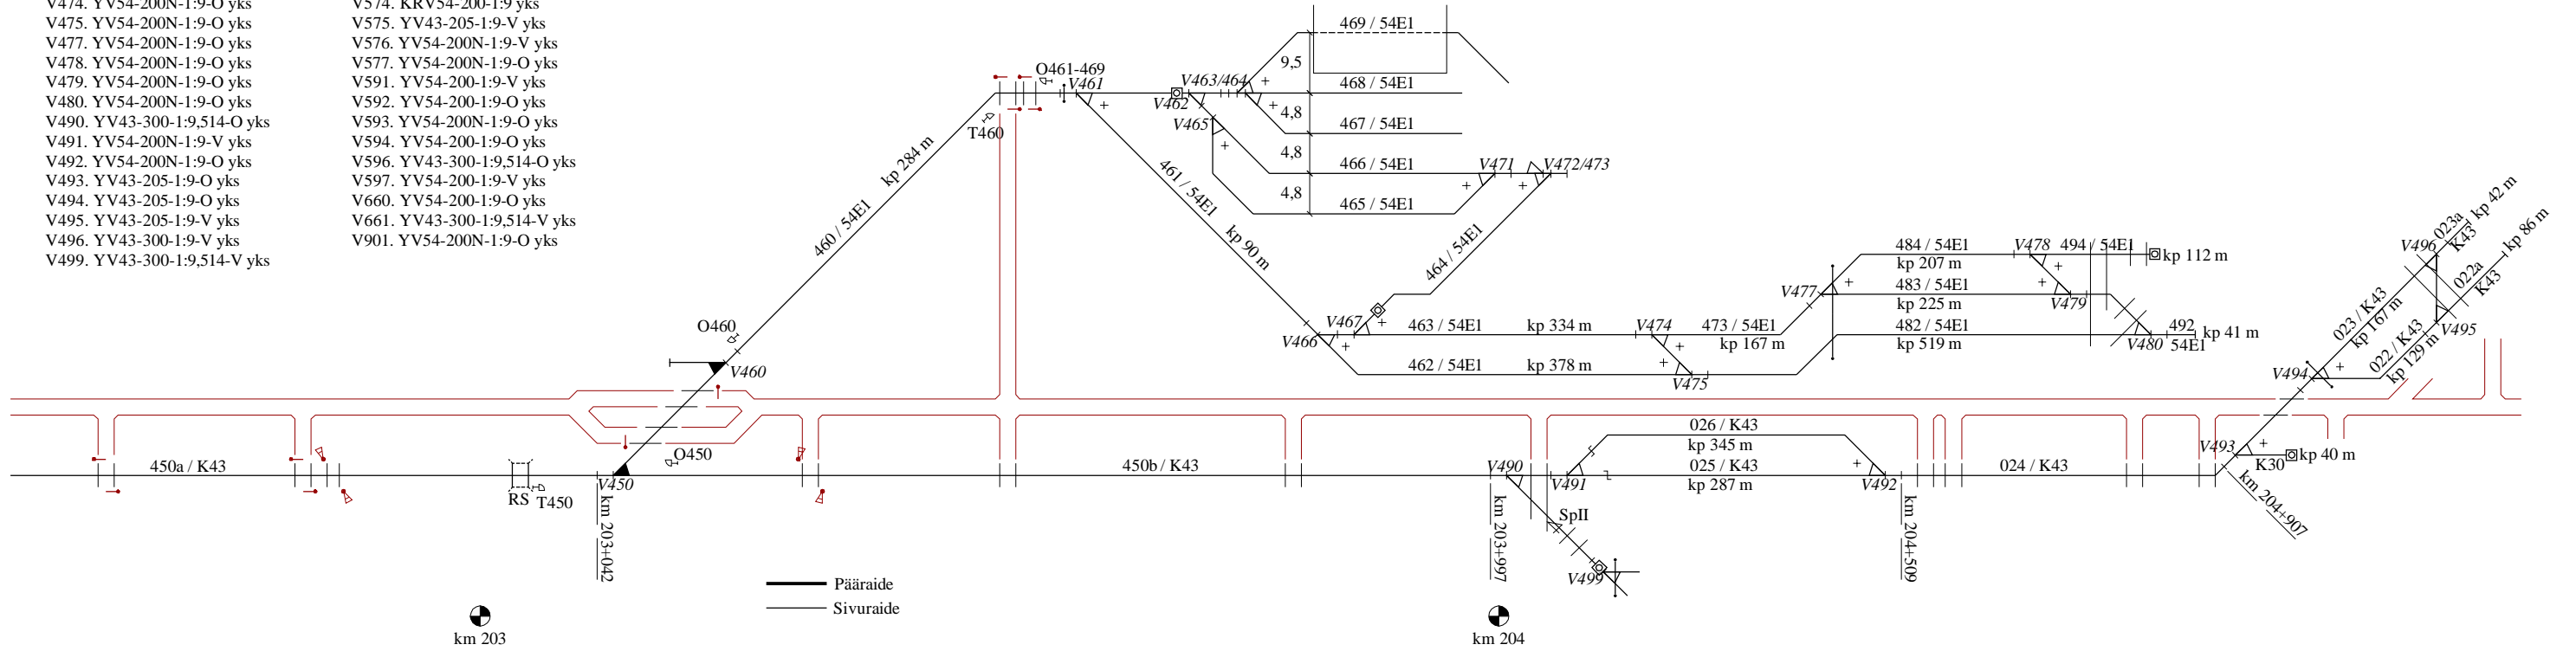 V474. YV54-200N-1:9-O yks
V475. YV54-200N-1:9-O yks
V477. YV54-200N-1:9-O yks
V478. YV54-200N-1:9-O yks
V479. YV54-200N-1:9-O yks
V480. YV54-200N-1:9-O yks
V490. YV43-300-1:9,514-O yks
V491. YV54-200N-1:9-V yks
V492. YV54-200N-1:9-O yks
V493. YV43-205-1:9-O yks
V494. YV43-205-1:9-O yks
V495. YV43-205-1:9-V yks
V496. YV43-300-1:9-V yks
V499. YV43-300-1:9,514-V yks
V574. KRV54-200-1:9 yks
V575. YV43-205-1:9-V yks
V576. YV54-200N-1:9-V yks
V577. YV54-200N-1:9-O yks
V591. YV54-200-1:9-V yks
V592. YV54-200-1:9-O yks
V593. YV54-200N-1:9-O yks
V594. YV54-200-1:9-O yks
V596. YV43-300-1:9,514-O yks
V597. YV54-200-1:9-V yks
V660. YV54-200-1:9-O yks
V661. YV43-300-1:9,514-V yks
V901. YV54-200N-1:9-O yks
469 / 54E1
9,5
O461-469
V461
V463/464
468 / 54E1
V462
4,8
V465
467 / 54E1
T460
kp 284 m
4,8
466 / 54E1
V471
V472/473
4,8
465 / 54E1
461 / 54E1
kp 90 m
460 / 54E1
464 / 54E1
484 / 54E1
V478
494 / 54E1
kp 207 m
kp 112 m
V477
483 / 54E1
kp 225 m
V479
V467
463 / 54E1
kp 334 m
V474
473 / 54E1
kp 167 m
482 / 54E1
kp 519 m
492
54E1
kp 41 m
V480
V466
462 / 54E1
kp 378 m
V475
O460
V460
V496
023a
K43
kp 42 m
022a
K43
kp 86 m
023 / K43
kp 167 m
022 / K43
kp 129 m
V495
V494
026 / K43
kp 345 m
O450
450a / K43
450b / K43
V490
V491
025 / K43
kp 287 m
V492
024 / K43
V493
K30
kp 40 m
RS
T450
V450
km 203+042
km 203+997
SpII
V499
km 204+509
km 204+907
Pääraide
Sivuraide
km 203
km 204